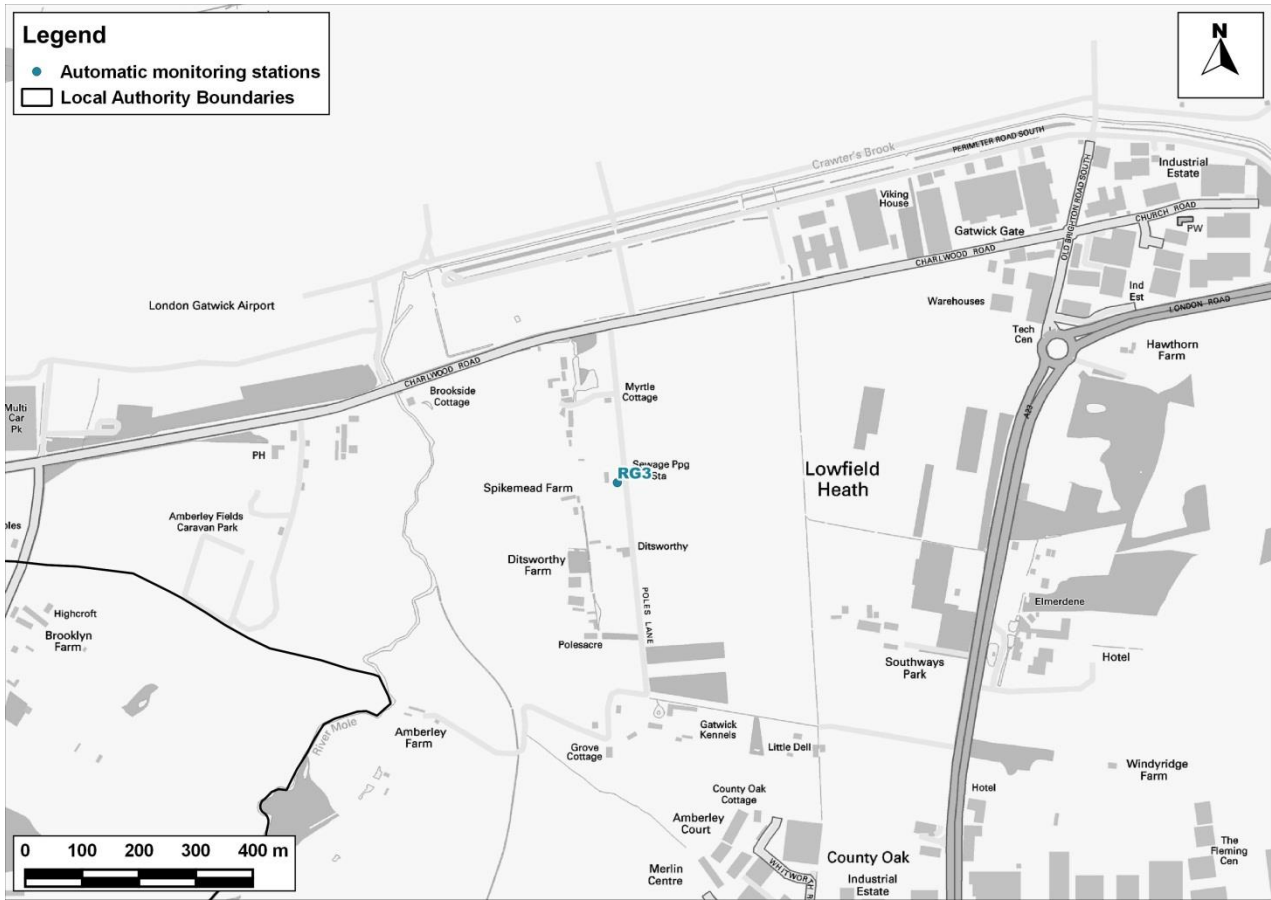 Legend
Automatic monitoring stations
Local Authority Boundaries
N
Crawter's Brook
PERIMETER ROAD SOUTH
Industrial
Estate
Viking
House
OLD BRIGHTON ROAD SOUTH
CHURCH ROAD
PW
Gatwick Gate
CHARLWOOD ROAD
London Gatwick Airport
Warehouses
Ind
Est
LONDON ROAD
Tech
Cen
Hawthorn
Farm
CHARLWOOD ROAD
Multi
Car
Pk
Brookside
Cottage
Myrtle
Cottage
A23
PH
Sewage Ppg
Sta
RG3
Lowfield
Heath
Spikemead Farm
Amberley Fields
Caravan Park
oles
Ditsworthy
Ditsworthy
Farm
POLES LANE
Highcroft
Brooklyn
Farm
Elmerdene
Polesacre
Southways
Park
Hotel
River Mole
Amberley
Farm
Grove
Cottage
Gatwick
Kennels
Little Dell
Windyridge
Farm
Hotel
County Oak
Cottage
Amberley
Court
Merlin
Centre
WHITWORTH R
County Oak
Industrial
Estate
The
Fleming
Cen
0 100 200 300 400 m